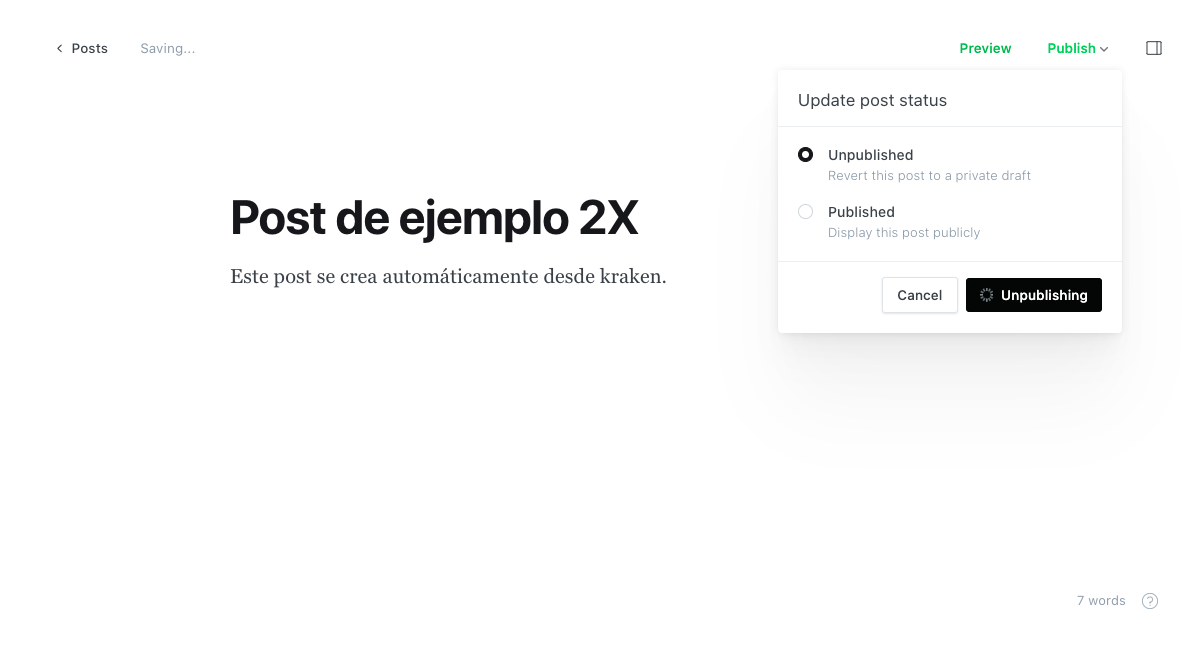 Posts
Saving...
Preview
Publish
Update post status
Unpublished
Revert this post to a private draft
Published
Display this post publicly
Cancel
Unpublishing
Post de ejemplo 2X
Este post se crea automáticamente desde kraken.
7 words
?